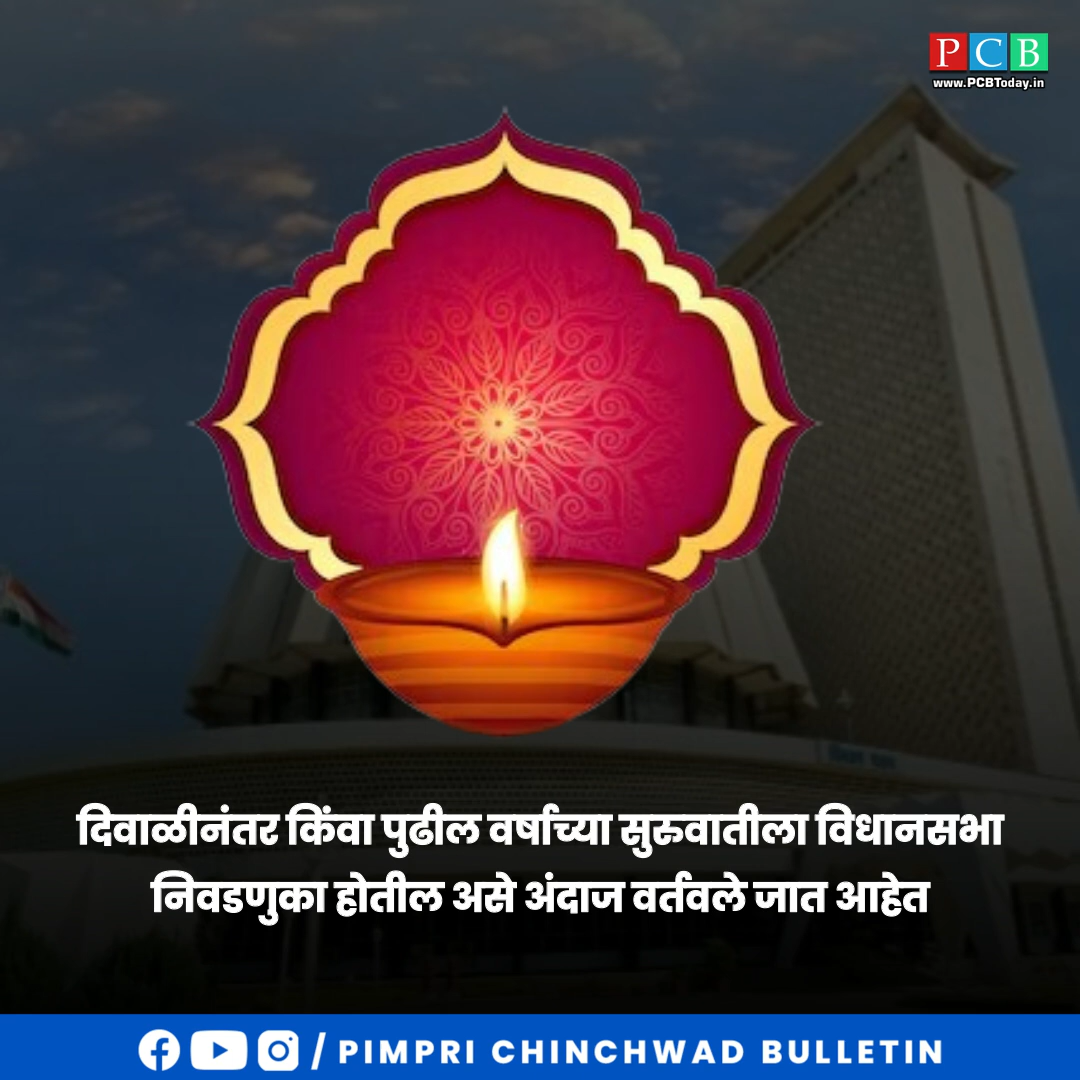 PCB
www.PCBToday.in
दिवाळीनंतर किंवा पुढील वर्षाच्या सुरुवातीला विधानसभा
निवडणुका होतील असे अंदाज वर्तवले जात आहेत
/ PIMPRI CHINCHWAD BULLETIN